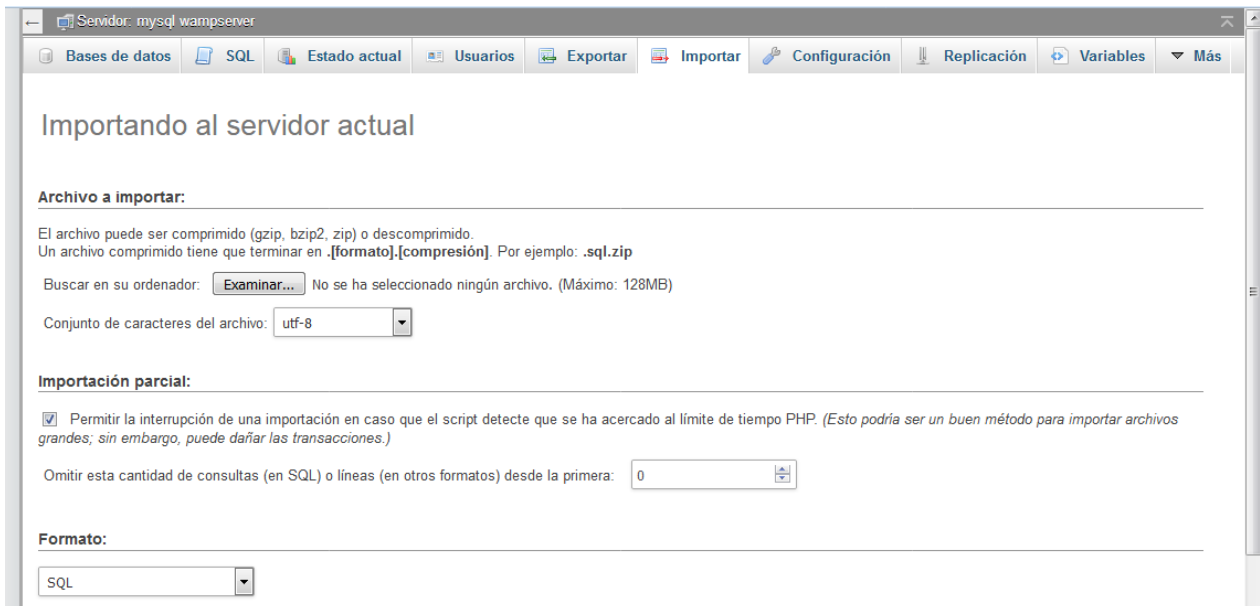 Servidor: mysql wampserver
Bases de datos SQL Estado actual Usuarios Exportar Importar Configuración Replicación Variables Más
Importando al servidor actual
Archivo a importar:
El archivo puede ser comprimido (gzip, bzip2, zip) o descomprimido.
Un archivo comprimido tiene que terminar en .[formato].[compresión]. Por ejemplo: .sql.zip
Buscar en su ordenador: Examinar... No se ha seleccionado ningún archivo. (Máximo: 128MB)
Conjunto de caracteres del archivo: utf-8
Importación parcial:
Permitir la interrupción de una importación en caso que el script detecte que se ha acercado al límite de tiempo PHP. (Esto podría ser un buen método para importar archivos
grandes; sin embargo, puede dañar las transacciones.)
Omitir esta cantidad de consultas (en SQL) o líneas (en otros formatos) desde la primera: 0
Formato:
SQL